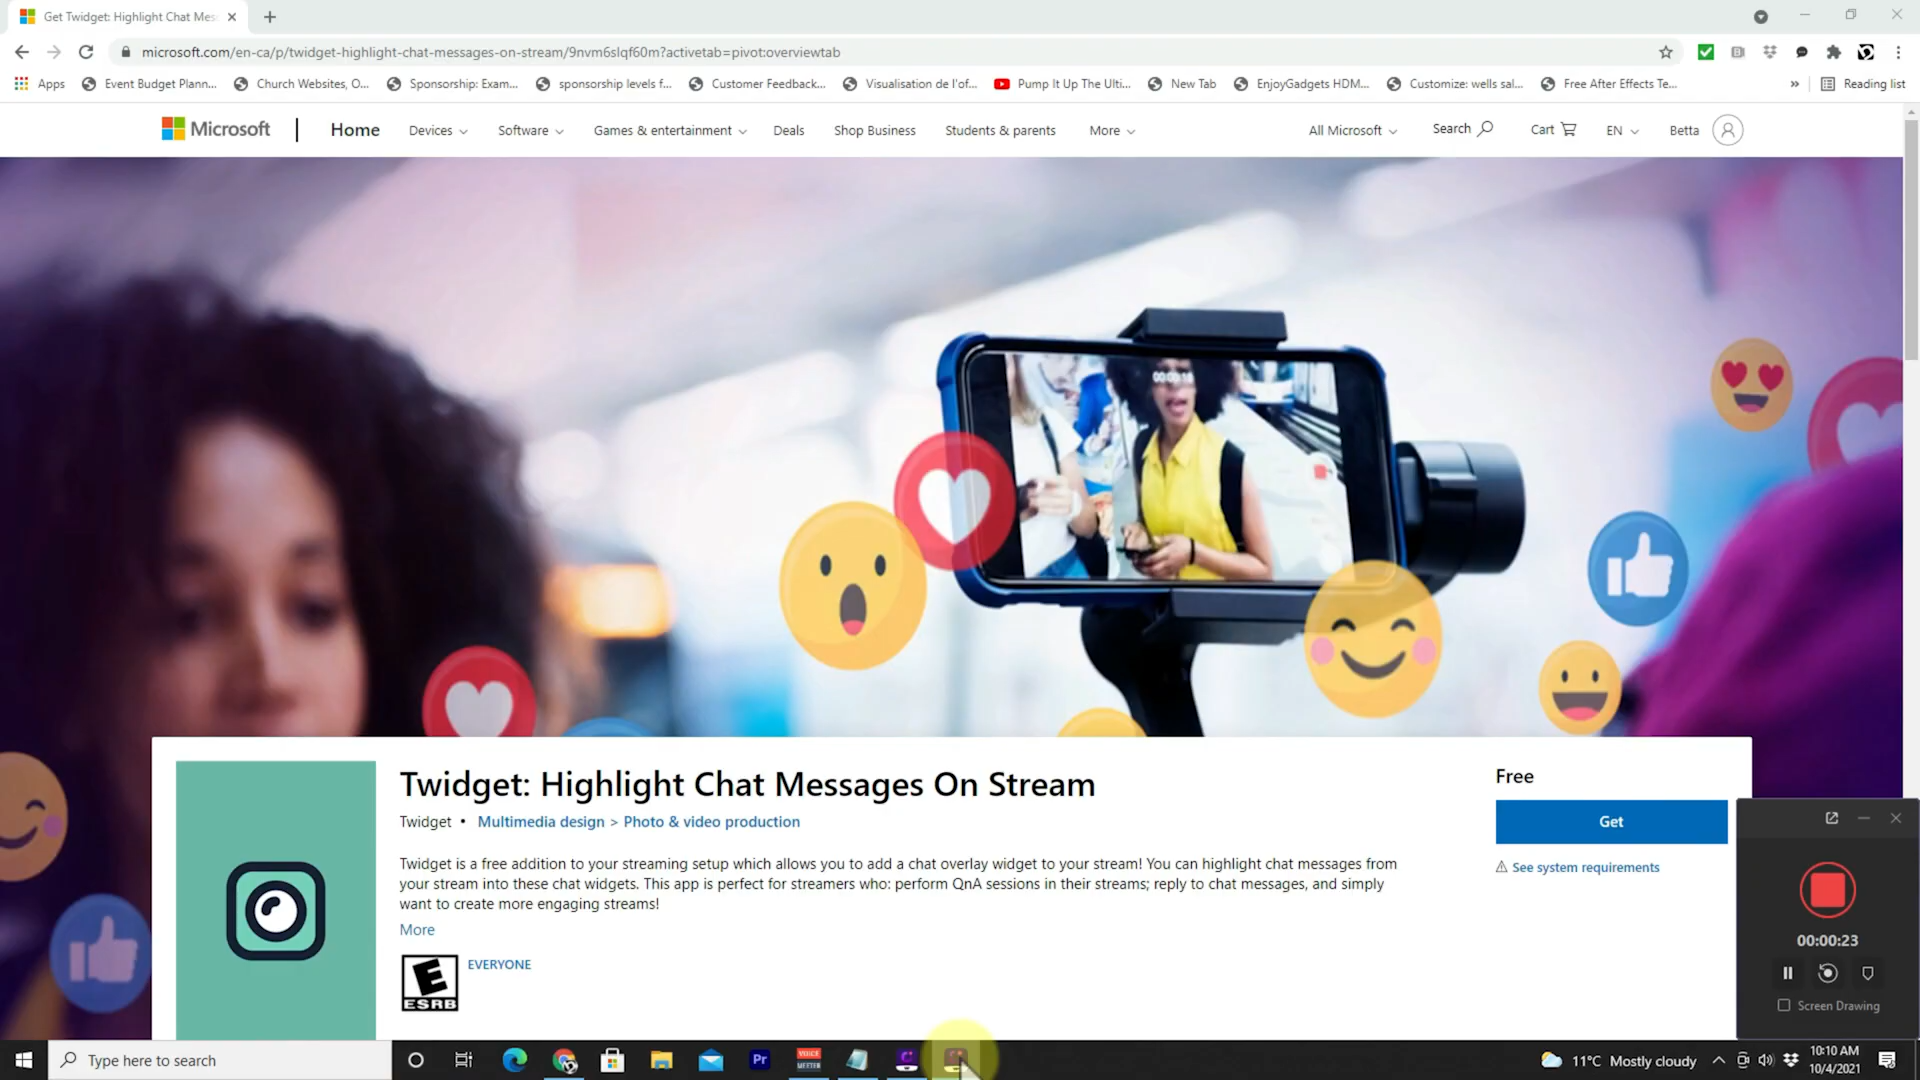 Get Twidget: Highlight Chat Mes
microsoft.com/en-ca/p/twidget-highlight-chat-messages-on-stream/9nvm6slqf60m?activetab=pivot:overviewtab
Apps Event Budget Plann... Church Websites, O... Sponsorship: Exam... sponsorship levels f... Customer Feedback... Visualisation de l'of... Pump It Up The Ulti... New Tab EnjoyGadgets HDM... Customize: wells sal... Free After Effects Te... » Reading list
Microsoft Home Devices Software Games & entertainment Deals Shop Business Students & parents More All Microsoft Search Cart EN Betta
Twidget: Highlight Chat Messages On Stream
Twidget • Multimedia design > Photo & video production
Twidget is a free addition to your streaming setup which allows you to add a chat overlay widget to your stream! You can highlight chat messages from
your stream into these chat widgets. This app is perfect for streamers who: perform QnA sessions in their streams; reply to chat messages, and simply
want to create more engaging streams!
More
E
ESRB
EVERYONE
Free
Get
See system requirements
00:00:23
Screen Drawing
Type here to search
Pr
VOICE
MEETER
11°C Mostly cloudy
10:10 AM
10/4/2021